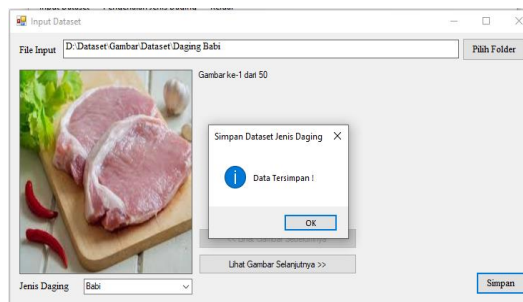 Input Dataset
File Input
D:\Dataset\Gambar\Dataset\Daging Babi
Pilih Folder
Gambar ke-1 dari 50
Simpan Dataset Jenis Daging
Data Tersimpan !
OK
Lihat Gambar Selanjutnya >>
Jenis Daging
Babi
Simpan